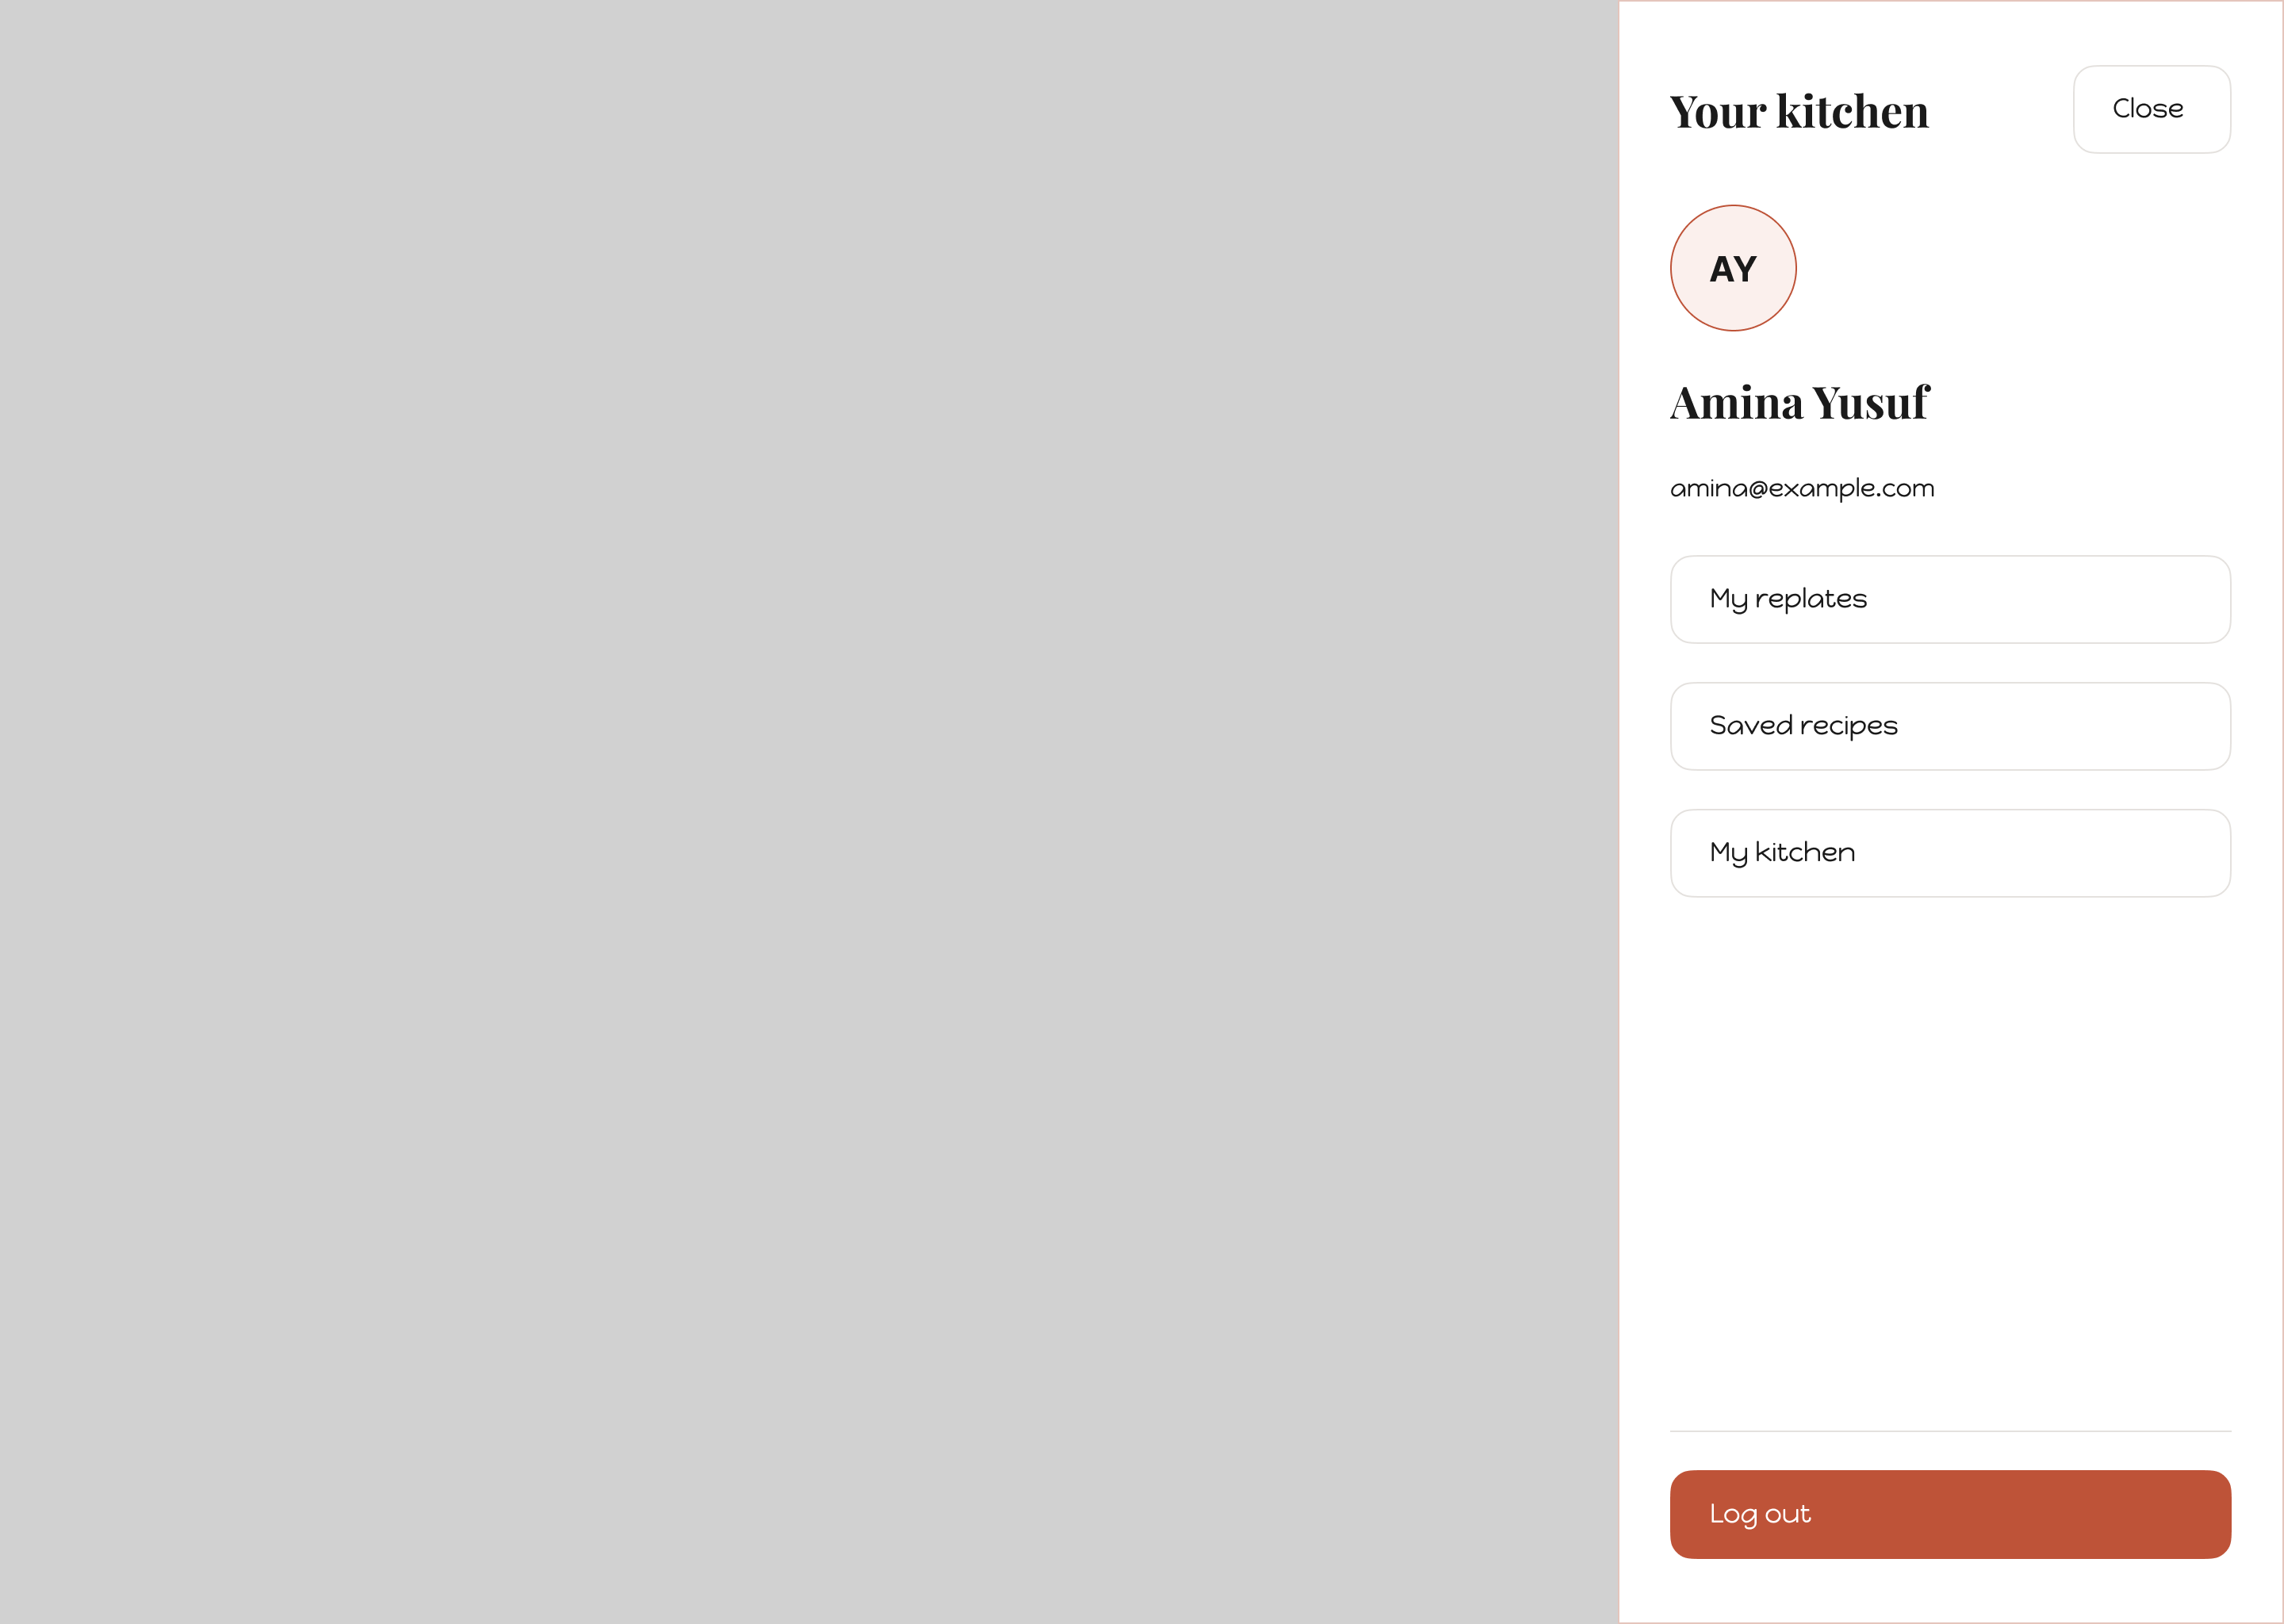 Your kitchen
Close
AY
Amina Yusuf
amina@example.com
My replates
Saved recipes
My kitchen
Log out